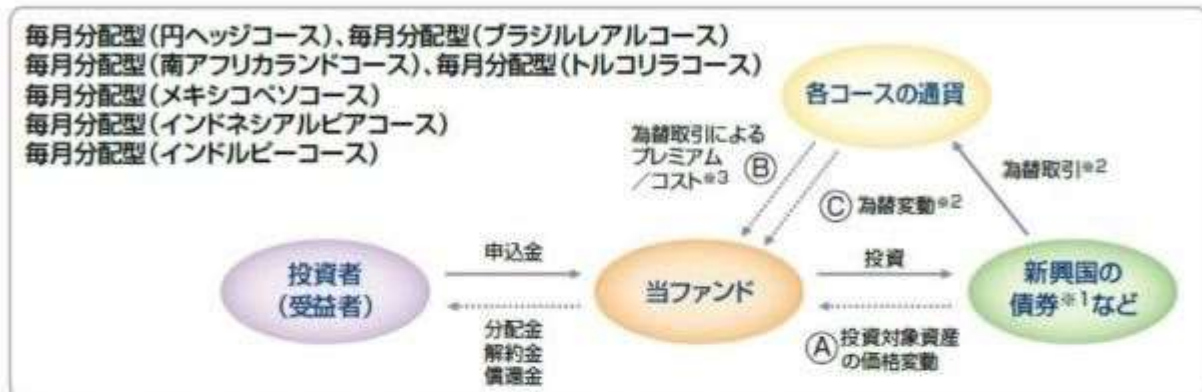 毎月分配型(円ヘッジコース)、毎月分配型(ブラジルレアルコース)
毎月分配型(南アフリカランドコース)、毎月分配型(トルコリラコース)
毎月分配型(メキシコペソコース)
毎月分配型(インドネシアルピアコース)
毎月分配型(インドルピーコース)
各コースの通貨
為替取引による
プレミアム
/コスト※3
Ⓑ
為替取引※2
Ⓒ 為替変動※2
投資者
(受益者)
申込金
分配金
解約金
償還金
当ファンド
投資
Ⓐ 投資対象資産
の価格変動
新興国の
債券※1など